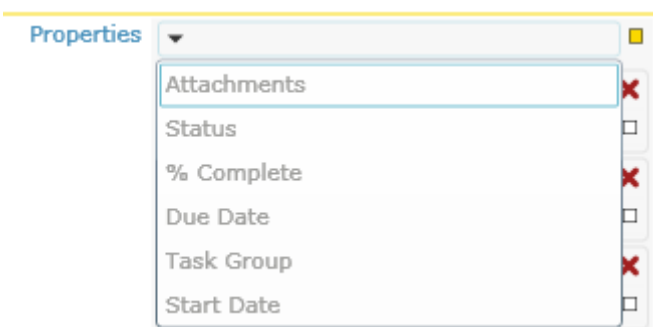 Properties
Attachments
Status
% Complete
Due Date
Task Group
Start Date